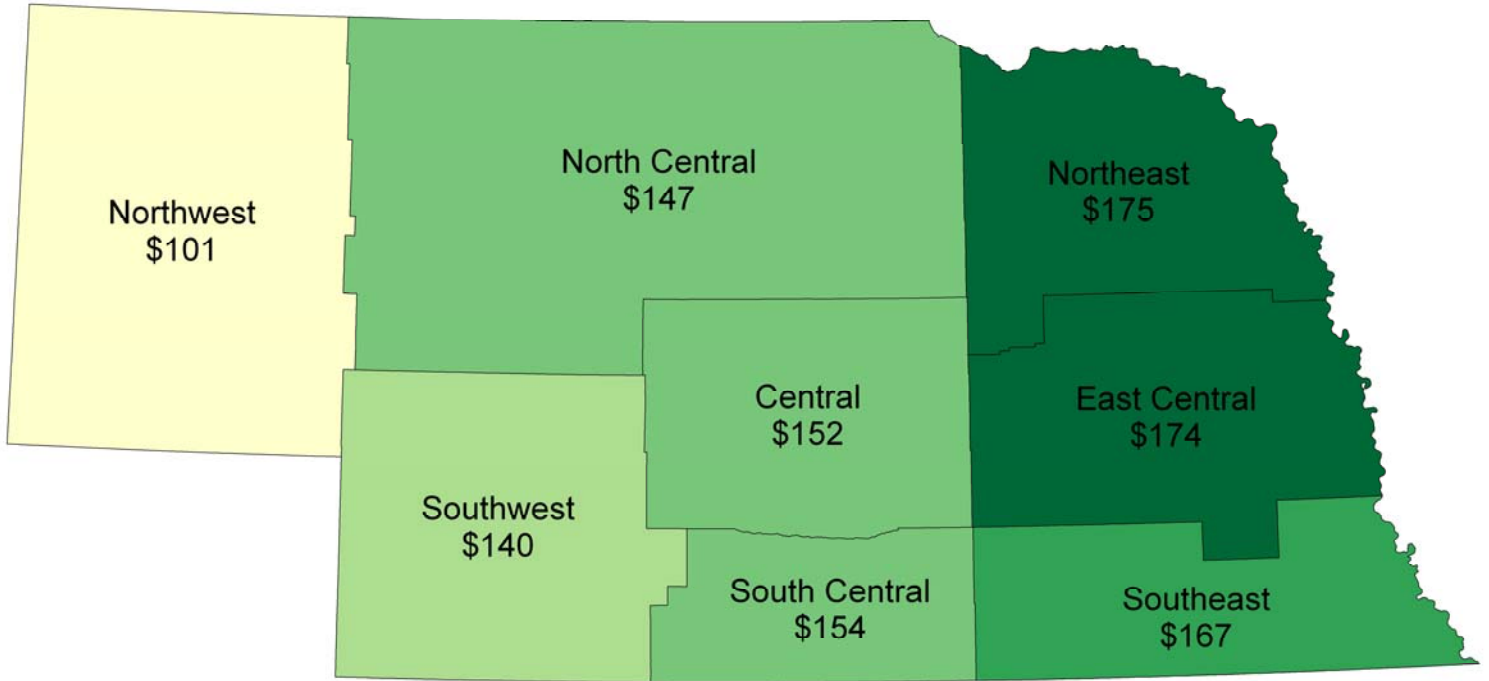 North Central
$147
Northeast
$175
Northwest
$101
Central
$152
East Central
$174
Southwest
$140
South Central
$154
Southeast
$167